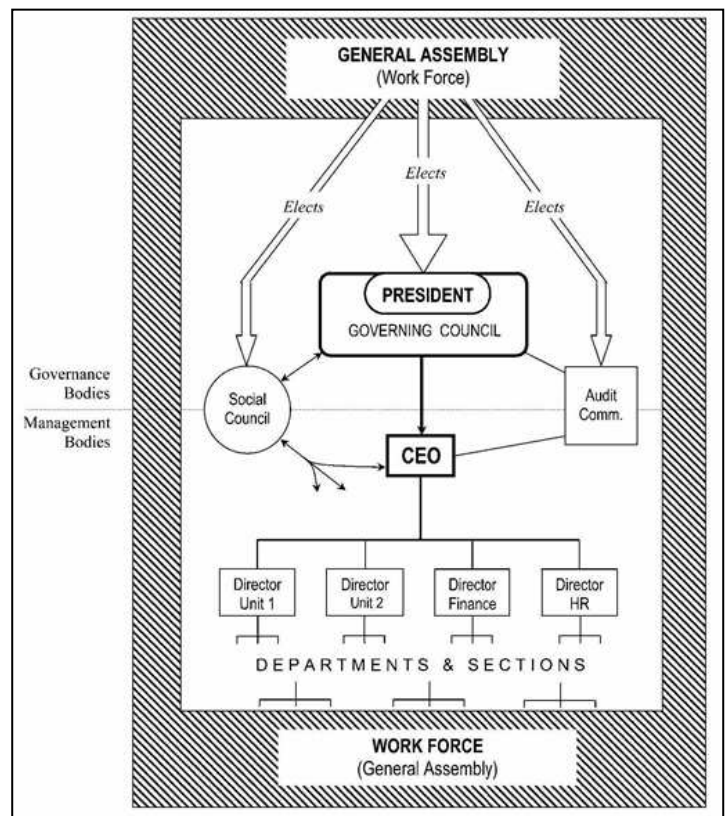 GENERAL ASSEMBLY
(Work Force)
Elects
Elects
Elects
PRESIDENT
GOVERNING COUNCIL
Governance
Bodies
Management
Bodies
Social
Council
Audit
Comm.
CEO
Director
Unit 1
Director
Unit 2
Director
Finance
Director
HR
DEPARTMENTS & SECTIONS
WORK FORCE
(General Assembly)